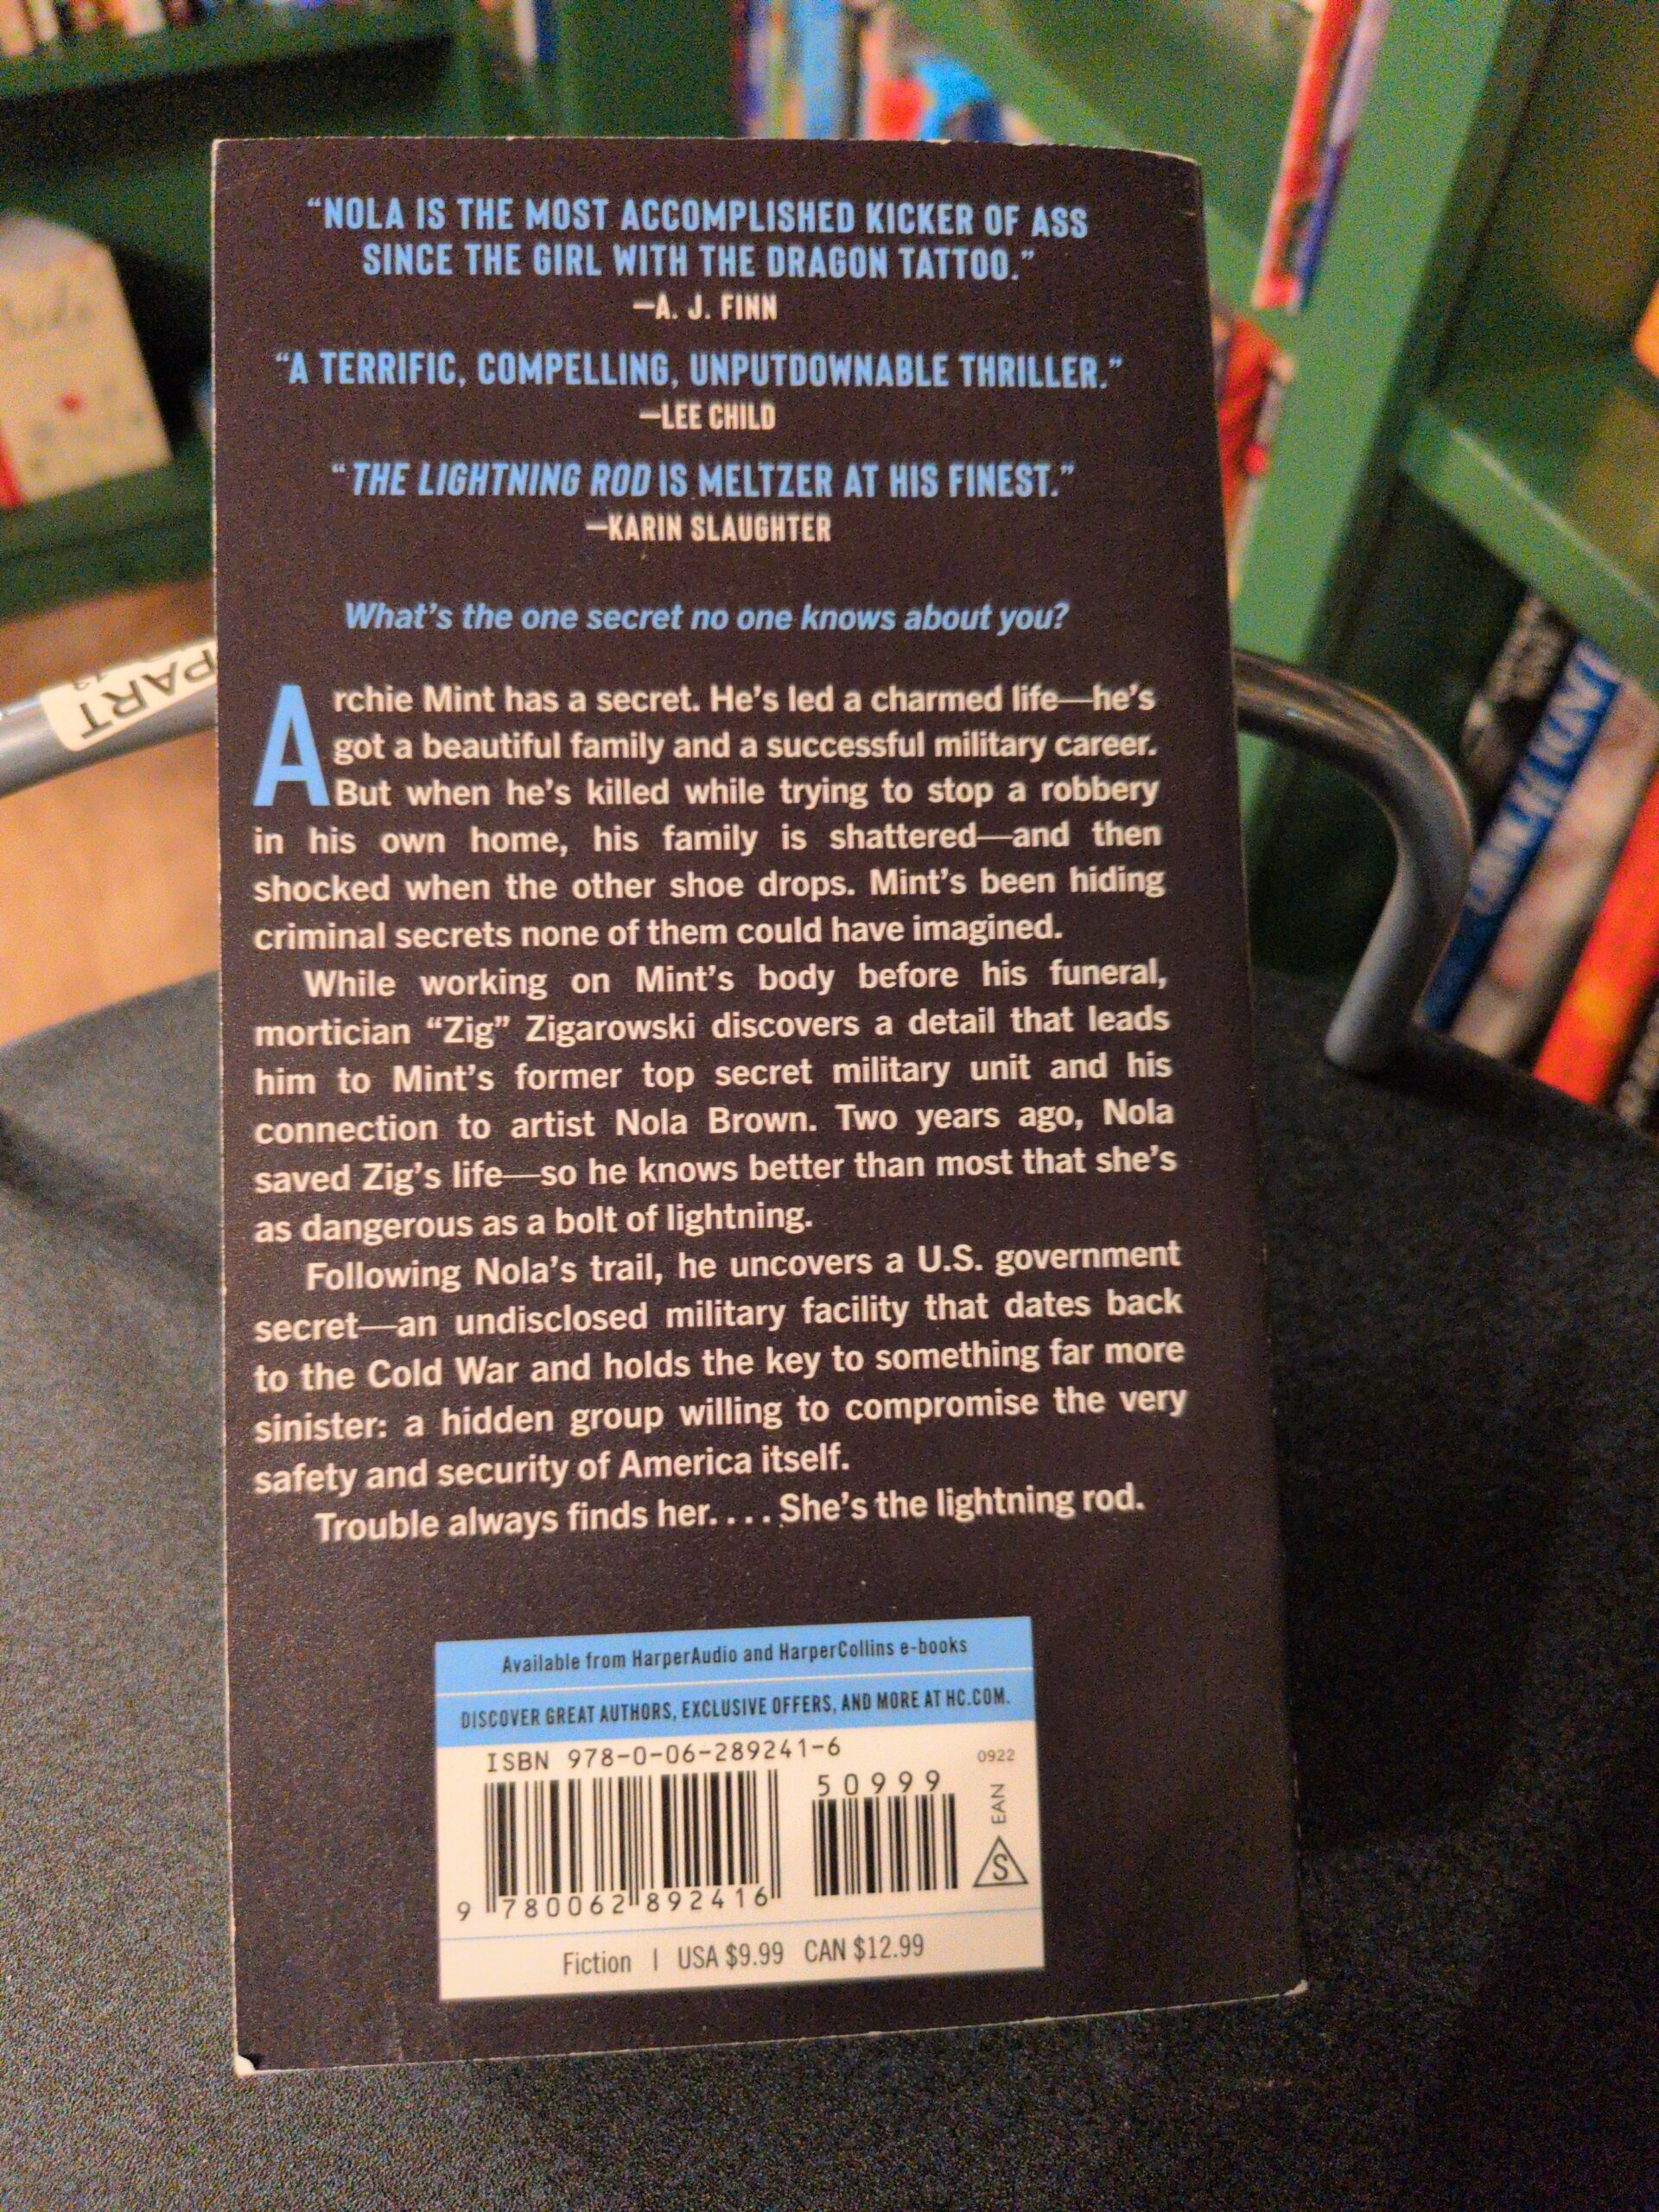 “NOLA IS THE MOST ACCOMPLISHED KICKER OF ASS
SINCE THE GIRL WITH THE DRAGON TATTOO.”
—A. J. FINN
“A TERRIFIC, COMPELLING, UNPUTDOWNABLE THRILLER.”
—LEE CHILD
“THE LIGHTNING ROD IS MELTZER AT HIS FINEST.”
—KARIN SLAUGHTER
What’s the one secret no one knows about you?
Archie Mint has a secret. He’s led a charmed life—he’s
got a beautiful family and a successful military career.
But when he’s killed while trying to stop a robbery
in his own home, his family is shattered—and then
shocked when the other shoe drops. Mint’s been hiding
criminal secrets none of them could have imagined.
While working on Mint’s body before his funeral,
mortician “Zig” Zigarowski discovers a detail that leads
him to Mint’s former top secret military unit and his
connection to artist Nola Brown. Two years ago, Nola
saved Zig’s life—so he knows better than most that she’s
as dangerous as a bolt of lightning.
Following Nola’s trail, he uncovers a U.S. government
secret—an undisclosed military facility that dates back
to the Cold War and holds the key to something far more
sinister: a hidden group willing to compromise the very
safety and security of America itself.
Trouble always finds her. . . . She’s the lightning rod.
Available from HarperAudio and HarperCollins e-books
DISCOVER GREAT AUTHORS, EXCLUSIVE OFFERS, AND MORE AT HC.COM.
ISBN 978-0-06-289241-6
0922
50999
EAN
S
9 780062 892416
Fiction | USA $9.99 CAN $12.99
PART